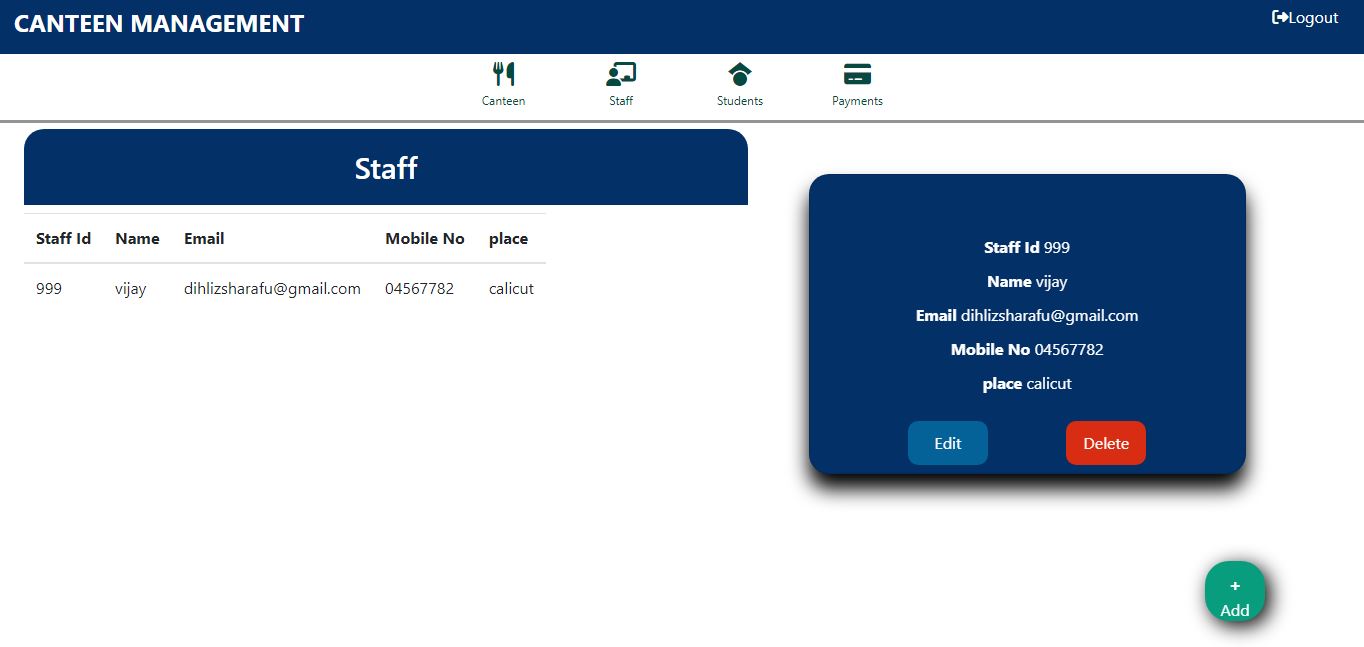 CANTEEN MANAGEMENT
Logout
Canteen Staff Students Payments
Staff
Staff Id Name Email Mobile No place
999 vijay dihlizsharafu@gmail.com 04567782 calicut
Staff Id 999
Name vijay
Email dihlizsharafu@gmail.com
Mobile No 04567782
place calicut
Edit Delete
+
Add